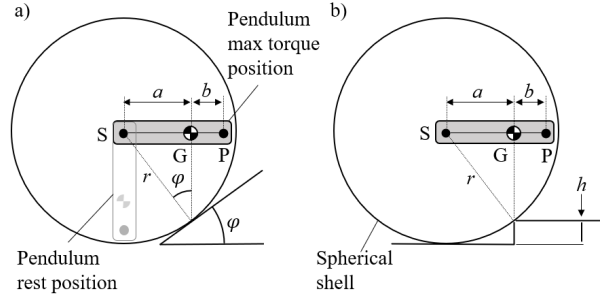 a)
Pendulum
max torque
position
a
b
S
G
P
r
φ
φ
Pendulum
rest position
b)
a
b
S
G
P
r
h
Spherical
shell